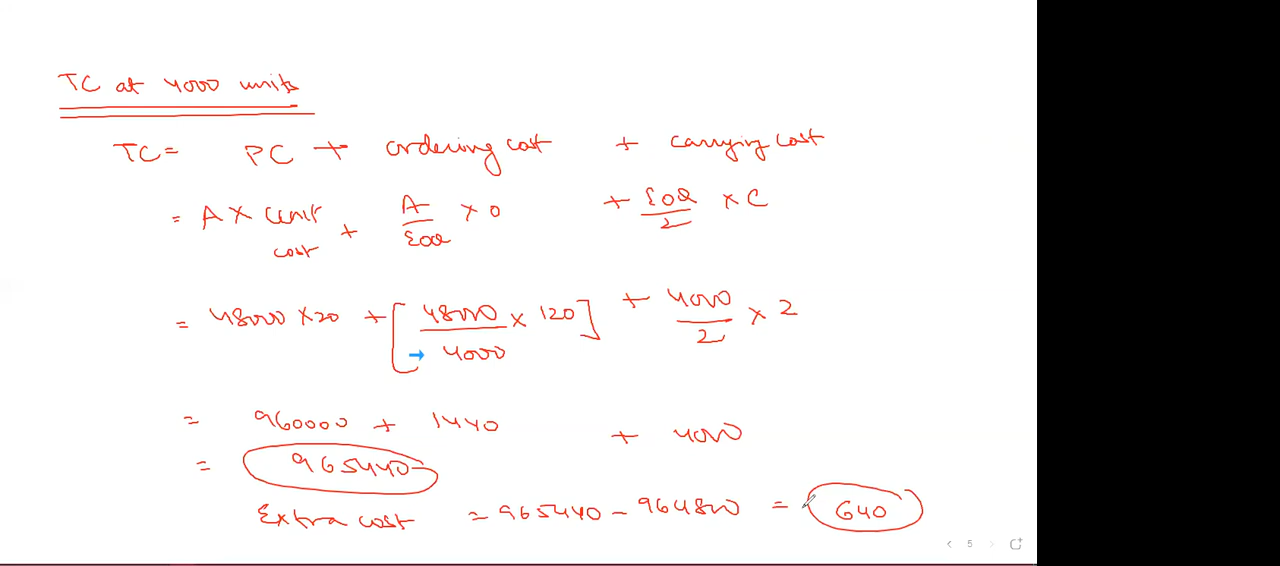 TC at 4000 units
TC = PC + ordering cost + carrying cost
= A × unit cost + A/EOQ × O + EOQ/2 × C
= 48000 × 20 + [48000/4000 × 120] + 4000/2 × 2
= 960000 + 1440 + 4000
= 965440
Extra cost = 965440 - 964800 = 640
5